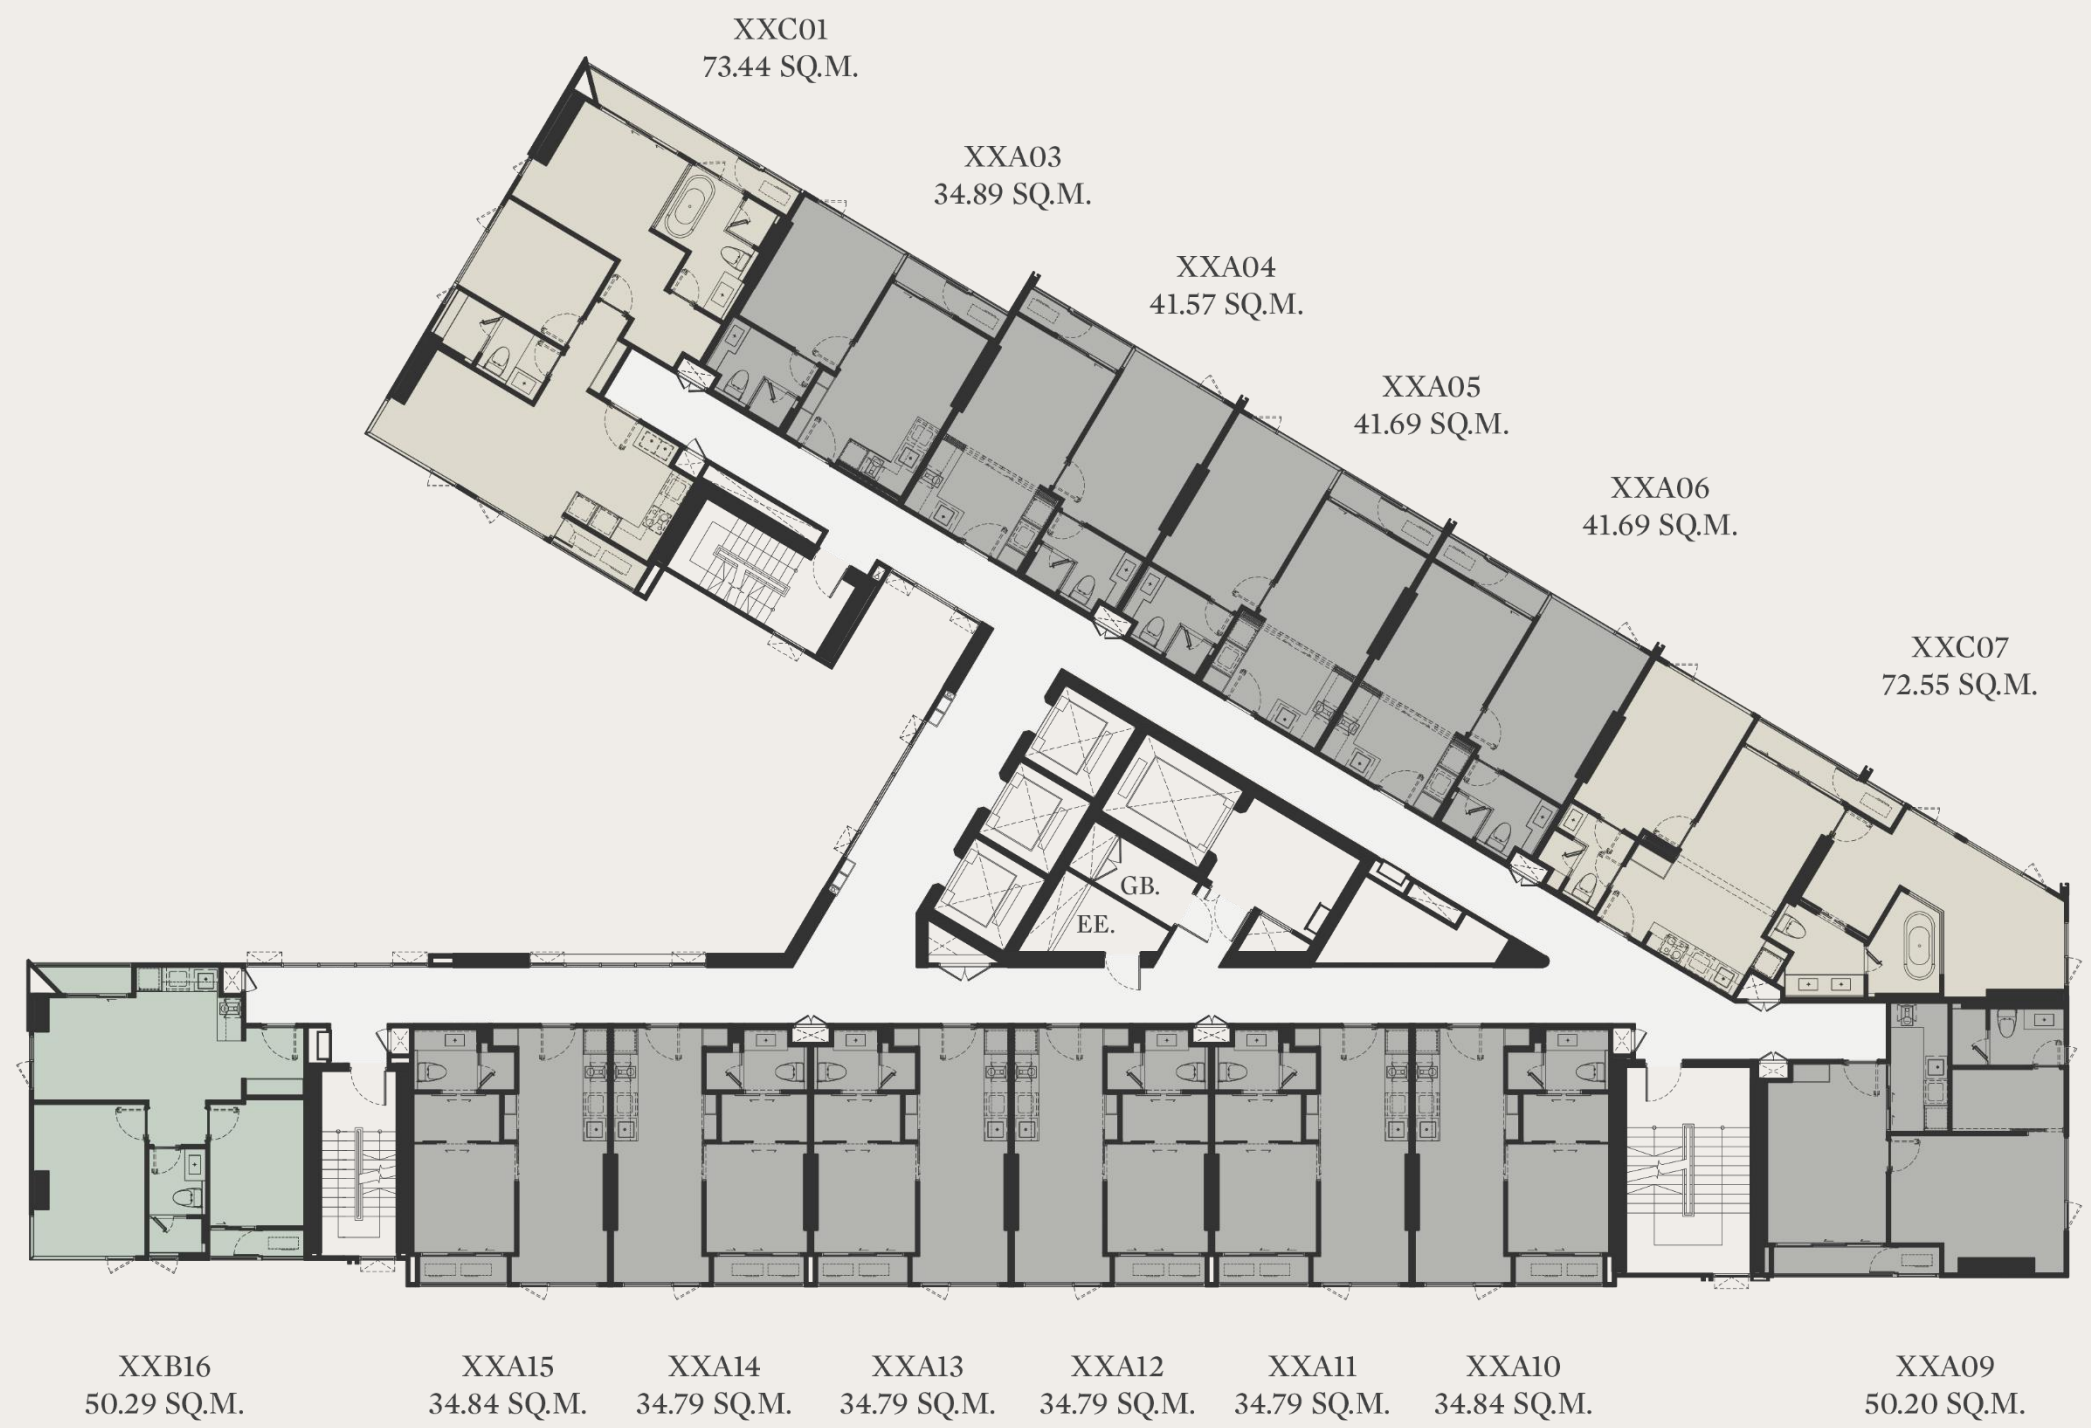 XXC01
73.44 SQ.M.
XXA03
34.89 SQ.M.
XXA04
41.57 SQ.M.
XXA05
41.69 SQ.M.
XXA06
41.69 SQ.M.
XXC07
72.55 SQ.M.
GB.
EE.
XXB16
50.29 SQ.M.
XXA15
34.84 SQ.M.
XXA14
34.79 SQ.M.
XXA13
34.79 SQ.M.
XXA12
34.79 SQ.M.
XXA11
34.79 SQ.M.
XXA10
34.84 SQ.M.
XXA09
50.20 SQ.M.